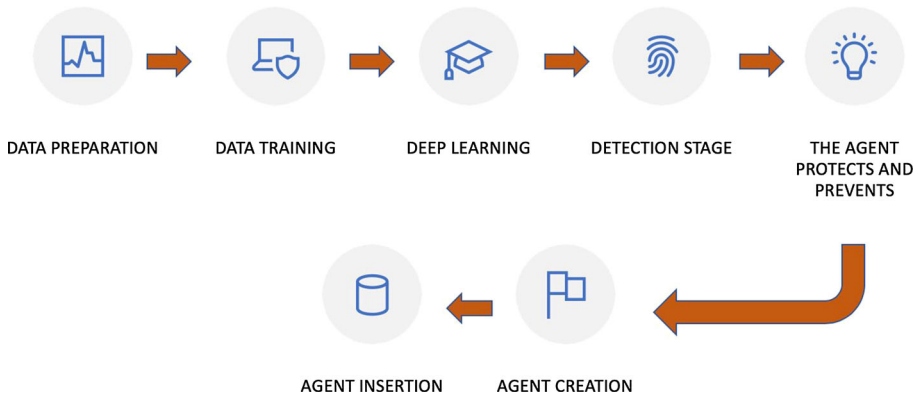 DATA PREPARATION
DATA TRAINING
DEEP LEARNING
DETECTION STAGE
THE AGENT
PROTECTS AND
PREVENTS
AGENT INSERTION
AGENT CREATION